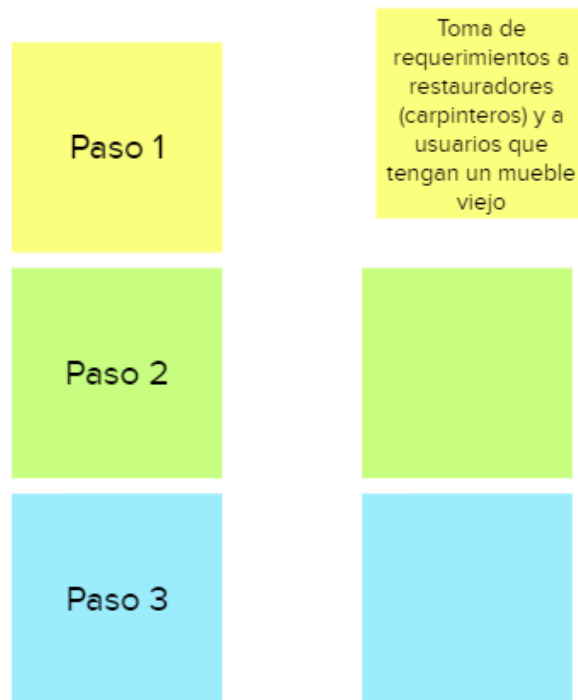 Paso 1
Toma de
requerimientos a
restauradores
(carpinteros) y a
usuarios que
tengan un mueble
viejo
Paso 2
Paso 3